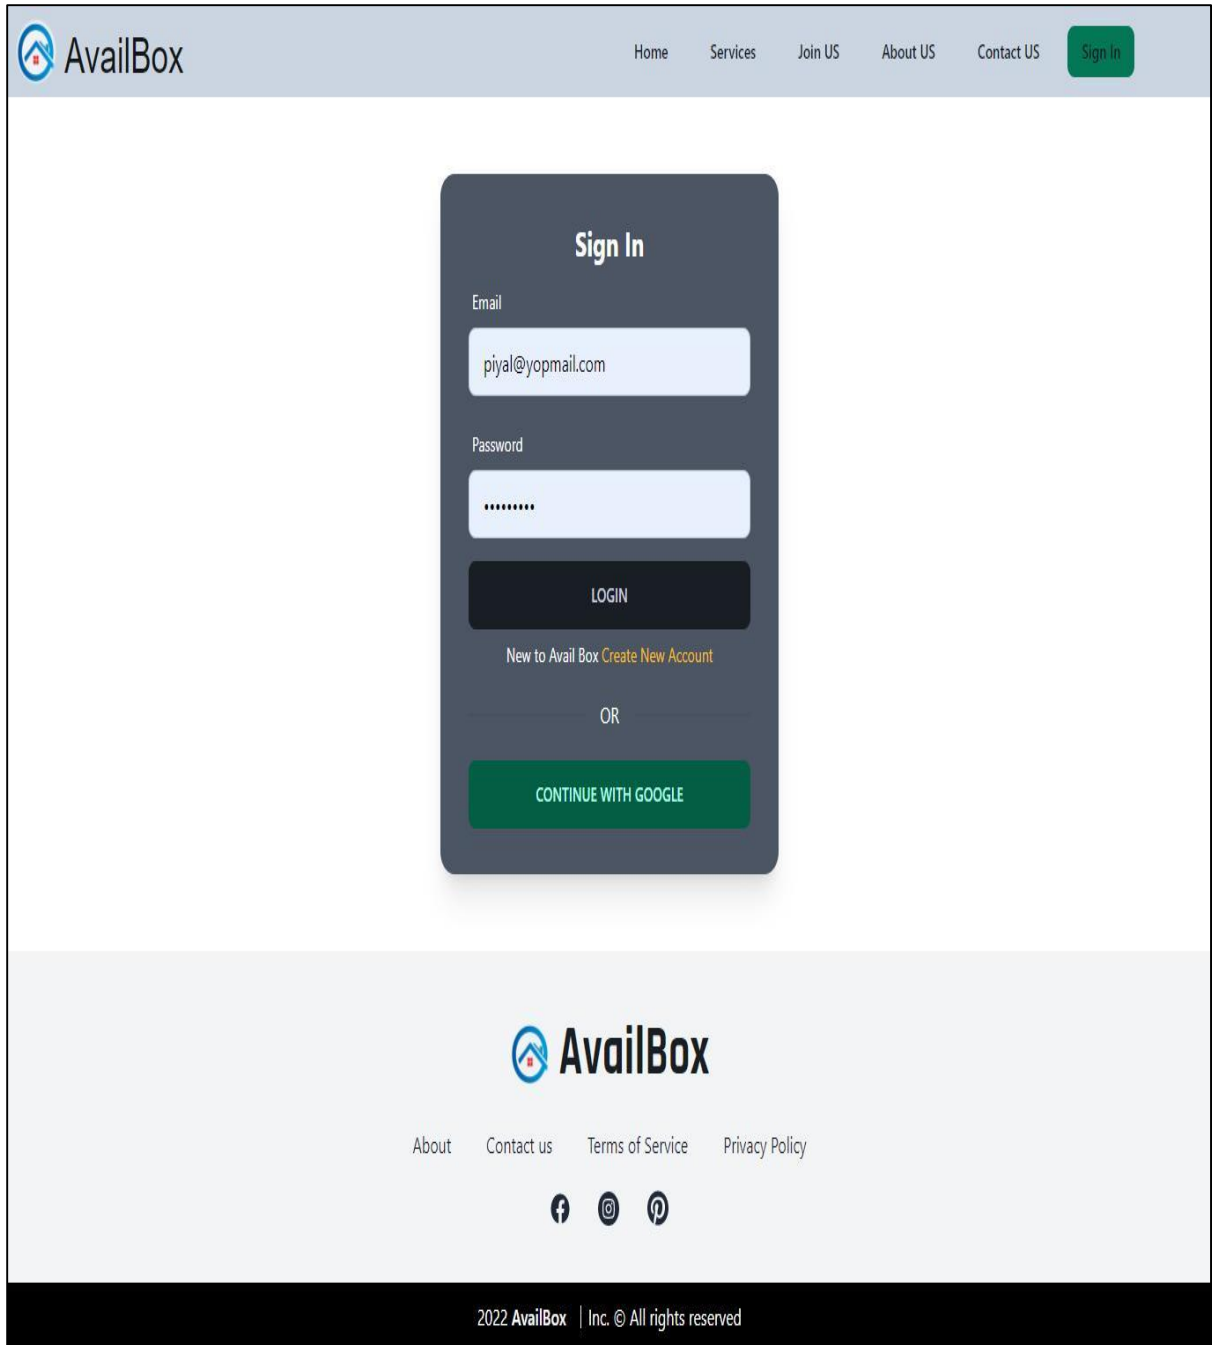 AvailBox Home Services Join US About US Contact US Sign In
Sign In
Email
piyal@yopmail.com
Password
•••••••••
LOGIN
New to Avail Box Create New Account
OR
CONTINUE WITH GOOGLE
AvailBox
About Contact us Terms of Service Privacy Policy
2022 AvailBox | Inc. © All rights reserved